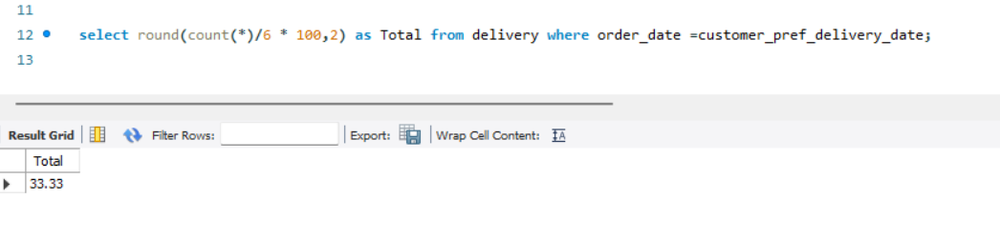 11
12 select round(count(*)/6 * 100,2) as Total from delivery where order_date =customer_pref_delivery_date;
13
Result Grid Filter Rows: Export: Wrap Cell Content: IA
Total
33.33